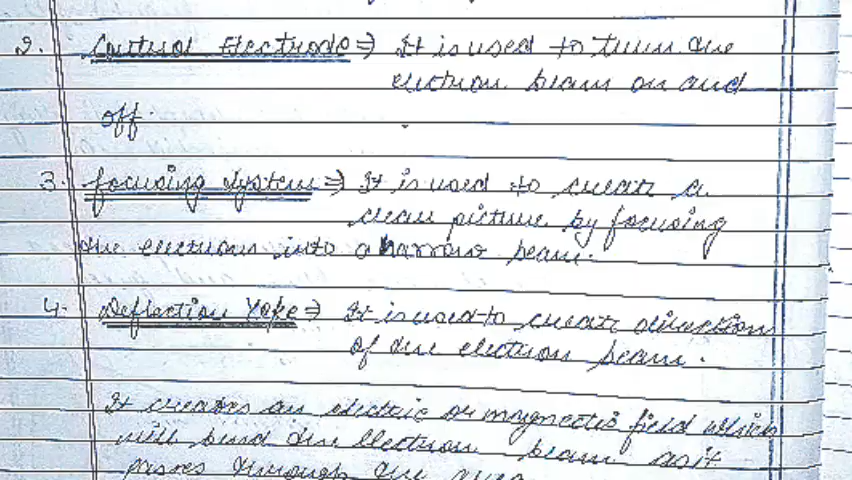 2. Control Electrode ⇒ It is used to turn the
electron beam on and
off.
3. focusing system ⇒ It is used to create a
clear picture by focusing
the electrons into a narrow beam.
4. Deflection Yoke ⇒ It is used to create direction
of the electron beam.
It creates an electric or magnetic field which
will bend the electron beam as it
passes through the area